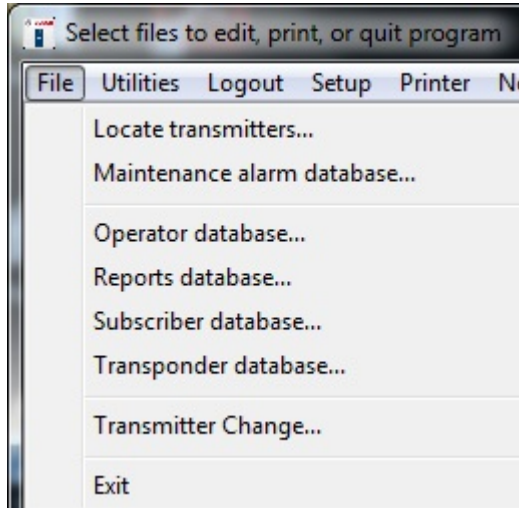 Select files to edit, print, or quit program
File Utilities Logout Setup Printer
Locate transmitters...
Maintenance alarm database...
Operator database...
Reports database...
Subscriber database...
Transponder database...
Transmitter Change...
Exit